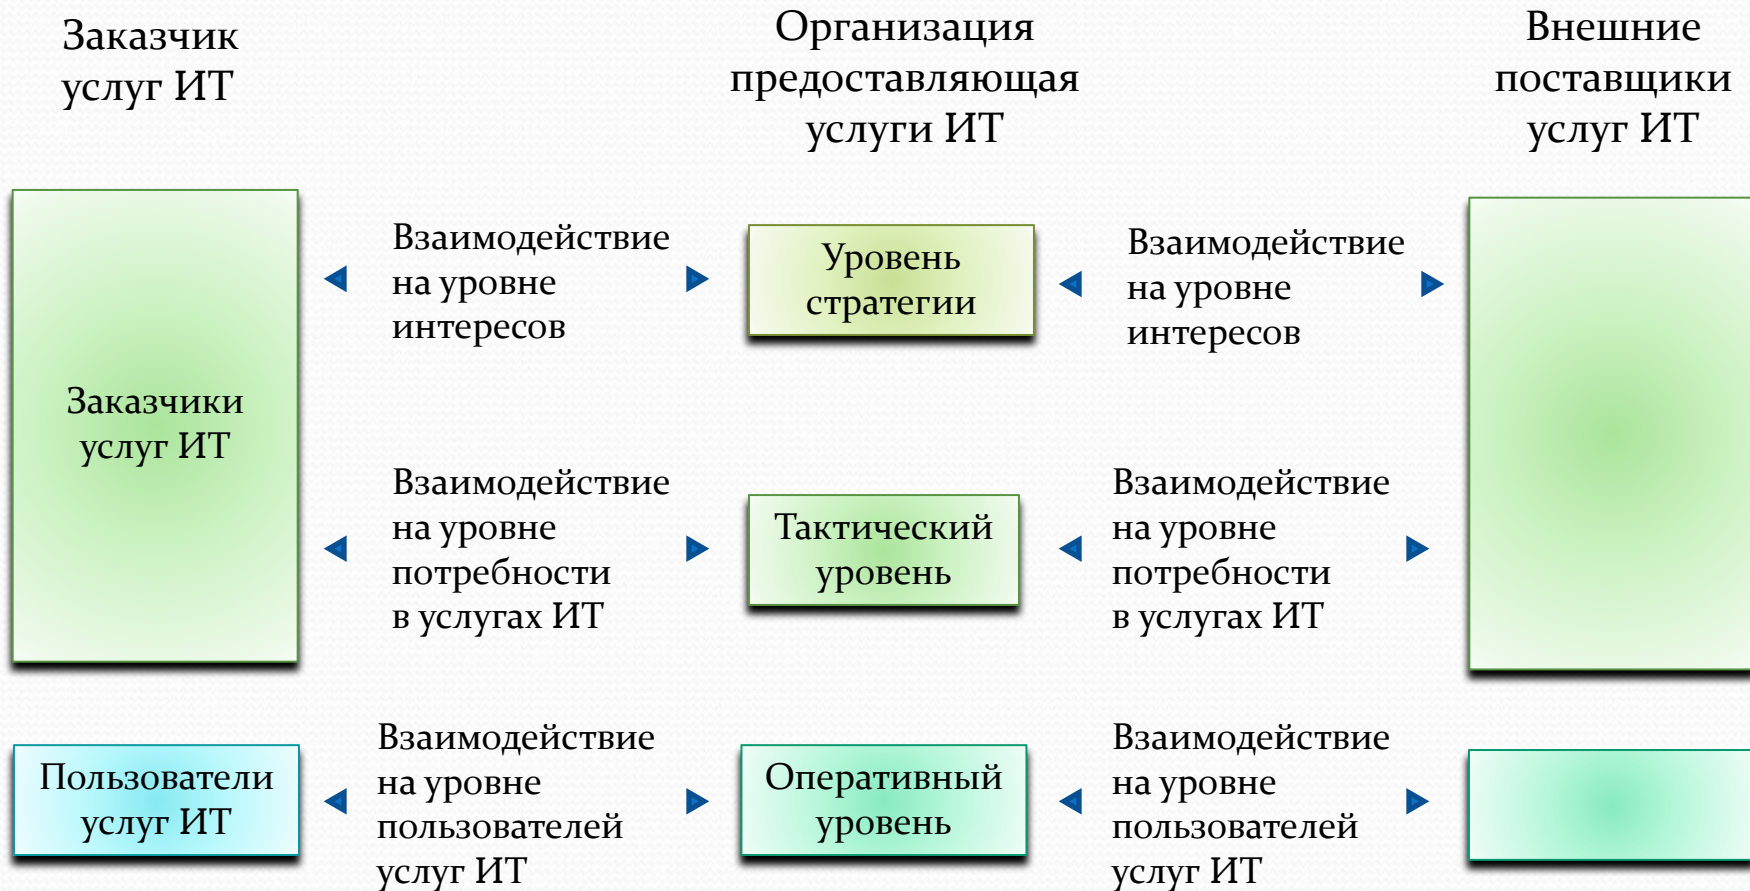 Заказчик
услуг ИТ
Организация
предоставляющая
услуги ИТ
Внешние
поставщики
услуг ИТ
Заказчики
услуг ИТ
Взаимодействие
на уровне
интересов
Уровень
стратегии
Взаимодействие
на уровне
интересов
Взаимодействие
на уровне
потребности
в услугах ИТ
Тактический
уровень
Взаимодействие
на уровне
потребности
в услугах ИТ
Пользователи
услуг ИТ
Взаимодействие
на уровне
пользователей
услуг ИТ
Оперативный
уровень
Взаимодействие
на уровне
пользователей
услуг ИТ